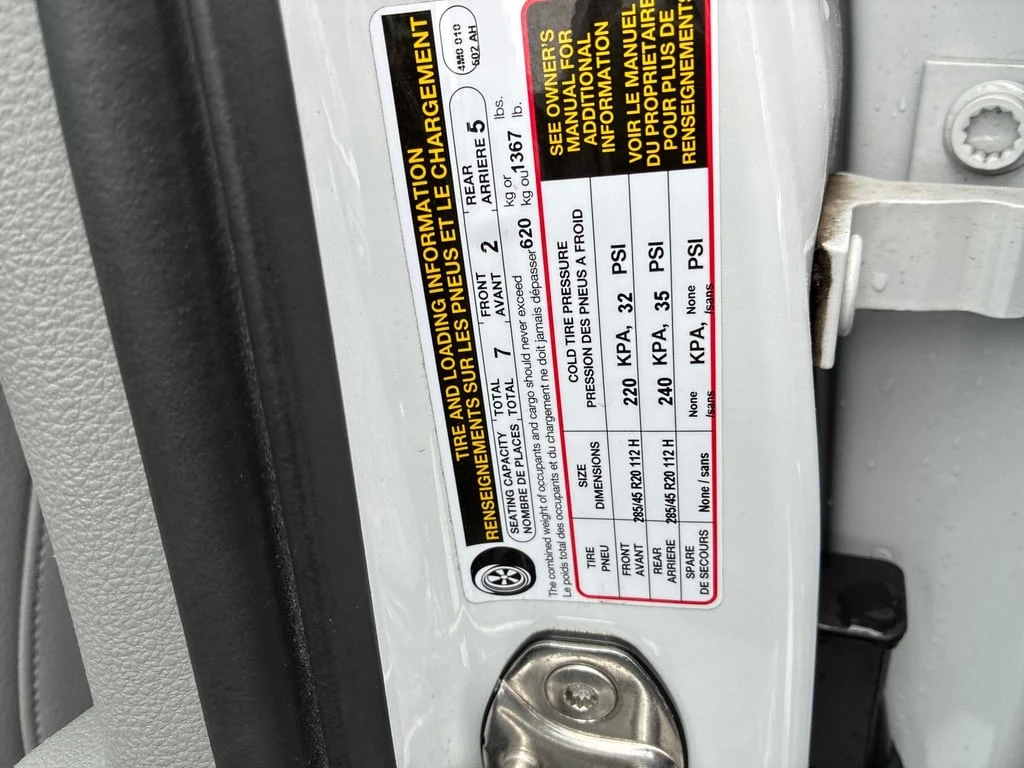 TIRE AND LOADING INFORMATION
RENSEIGNEMENTS SUR LES PNEUS ET LE CHARGEMENT
4M0 010
602 AH
SEATING CAPACITY TOTAL 7 FRONT 2 REAR 5
NOMBRE DE PLACES TOTAL AVANT ARRIERE
The combined weight of occupants and cargo should never exceed 620 kg or 1367 lbs.
Le poids total des occupants et du chargement ne doit jamais dépasser kg ou lb.
TIRE SIZE COLD TIRE PRESSURE
PNEU DIMENSIONS PRESSION DES PNEUS A FROID
FRONT
AVANT 285/45 R20 112 H 220 KPA, 32 PSI
REAR
ARRIERE 285/45 R20 112 H 240 KPA, 35 PSI
SPARE
DE SECOURS None / sans None /sans KPA, None /sans PSI
SEE OWNER'S
MANUAL FOR
ADDITIONAL
INFORMATION
VOIR LE MANUEL
DU PROPRIETAIRE
POUR PLUS DE
RENSEIGNEMENTS